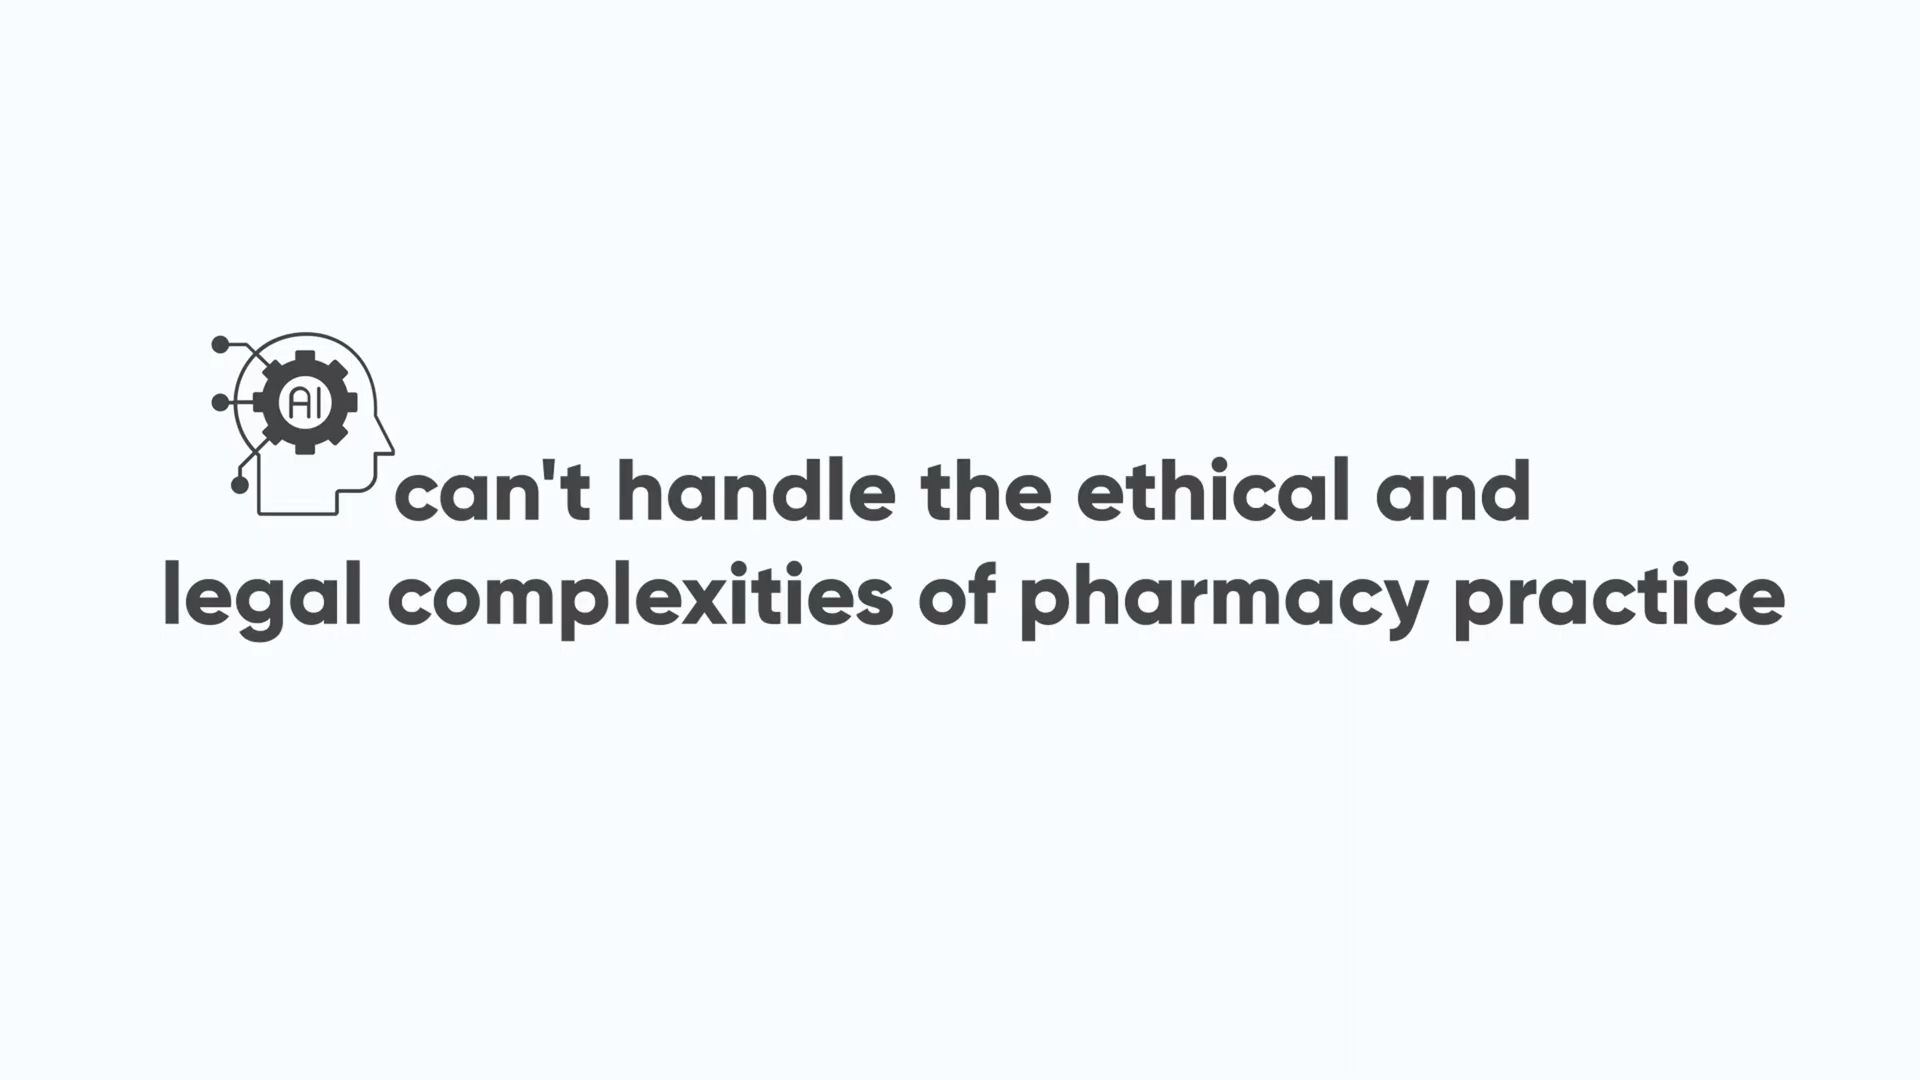 AI
can't handle the ethical and
legal complexities of pharmacy practice